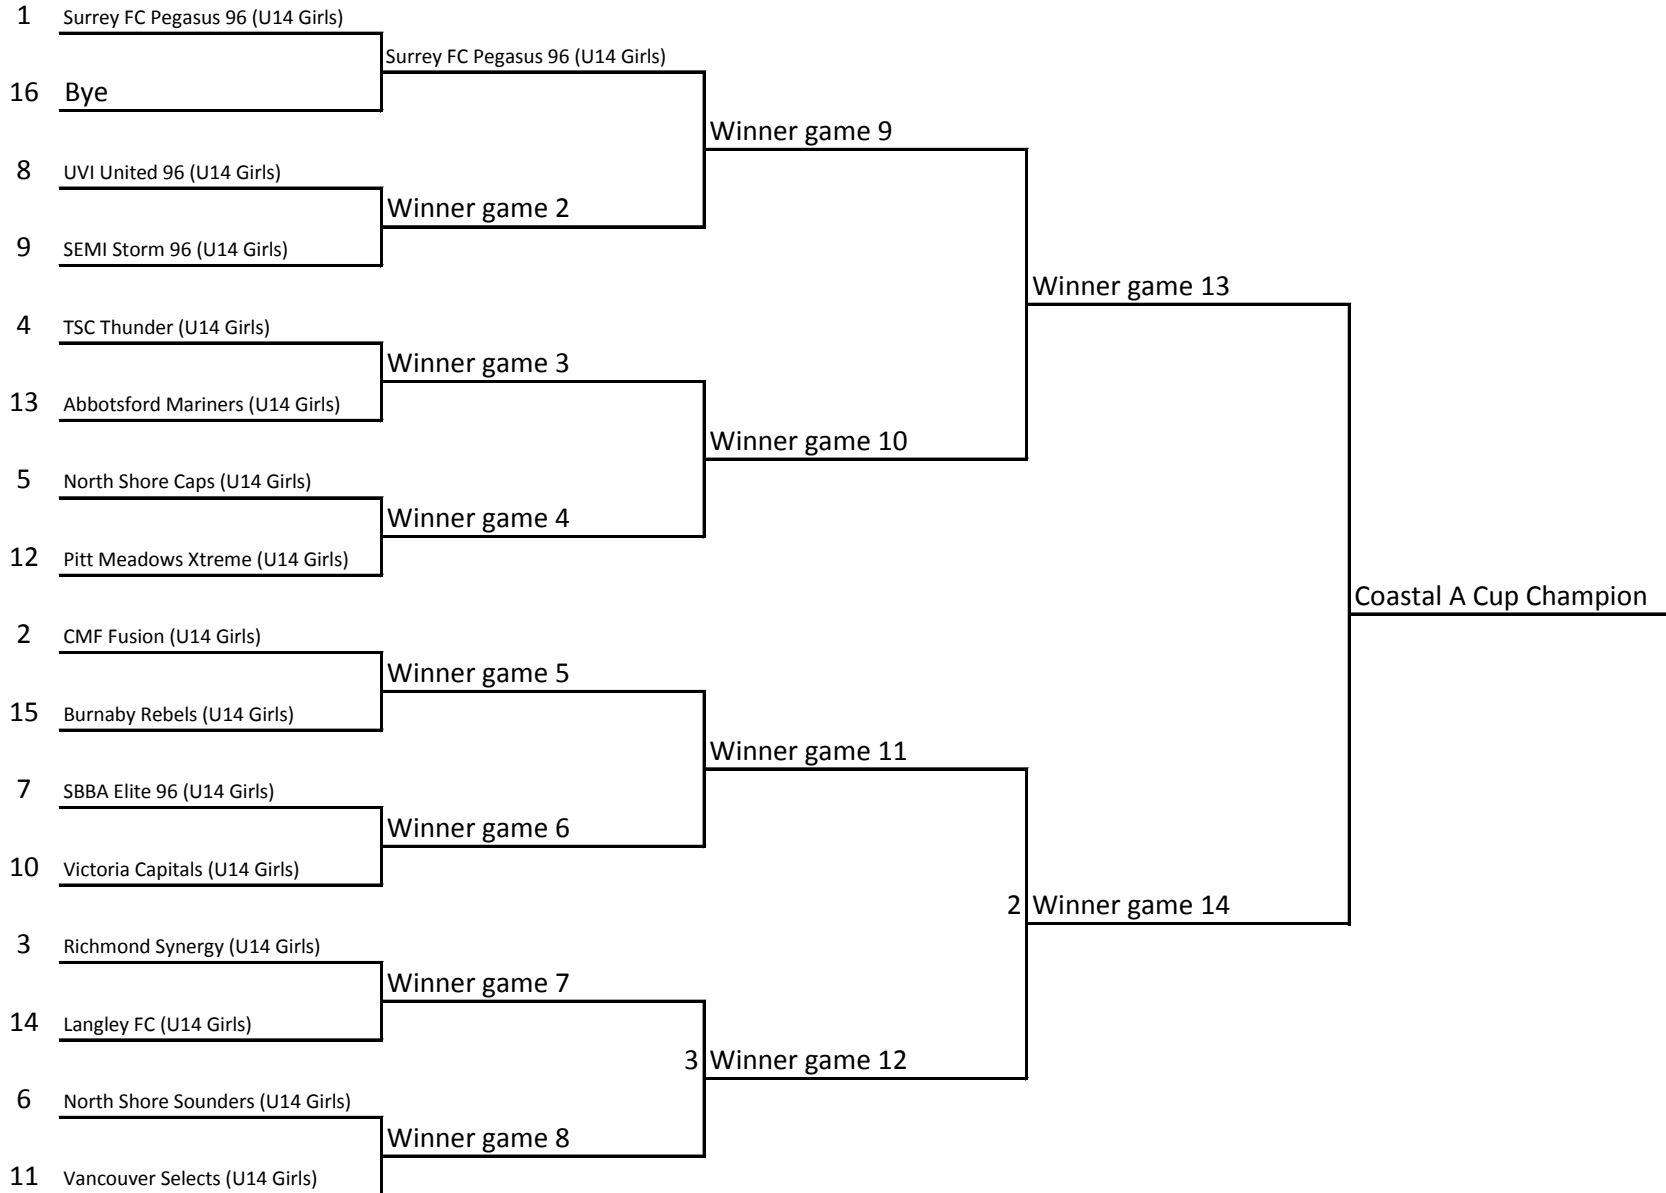 1 Surrey FC Pegasus 96 (U14 Girls)
Surrey FC Pegasus 96 (U14 Girls)
16 Bye
Winner game 9
8 UVI United 96 (U14 Girls)
Winner game 2
9 SEMI Storm 96 (U14 Girls)
Winner game 13
4 TSC Thunder (U14 Girls)
Winner game 3
13 Abbotsford Mariners (U14 Girls)
Winner game 10
5 North Shore Caps (U14 Girls)
Winner game 4
12 Pitt Meadows Xtreme (U14 Girls)
Coastal A Cup Champion
2 CMF Fusion (U14 Girls)
Winner game 5
15 Burnaby Rebels (U14 Girls)
Winner game 11
7 SBBA Elite 96 (U14 Girls)
Winner game 6
10 Victoria Capitals (U14 Girls)
2 Winner game 14
3 Richmond Synergy (U14 Girls)
Winner game 7
14 Langley FC (U14 Girls)
3 Winner game 12
6 North Shore Sounders (U14 Girls)
Winner game 8
11 Vancouver Selects (U14 Girls)